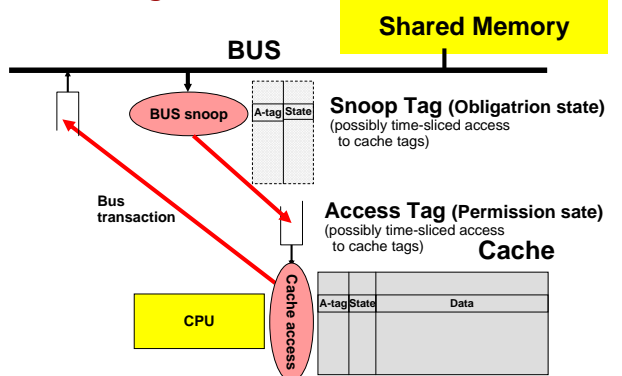 Shared Memory
BUS
BUS snoop
A-tag State
Snoop Tag (Obligatrion state)
(possibly time-sliced access
to cache tags)
Bus
transaction
Access Tag (Permission sate)
(possibly time-sliced access
to cache tags)
Cache
CPU
Cache access
A-tag State Data